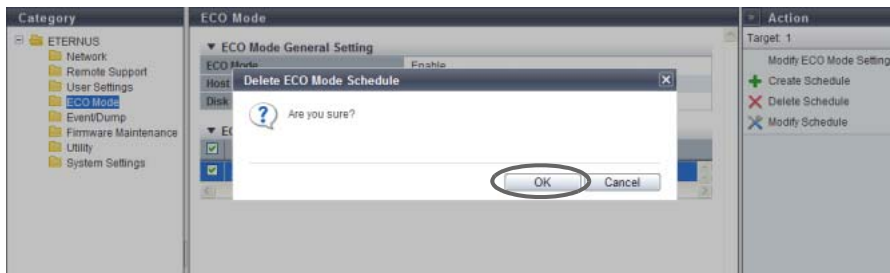 Category
ETERNUS
Network
Remote Support
User Settings
ECO Mode
Event/Dump
Firmware Maintenance
Utility
System Settings
ECO Mode
▼ ECO Mode General Setting
ECO Mode Enable
Host
Disk
Delete ECO Mode Schedule
Are you sure?
OK Cancel
Action
Target: 1
Modify ECO Mode Setting
Create Schedule
Delete Schedule
Modify Schedule